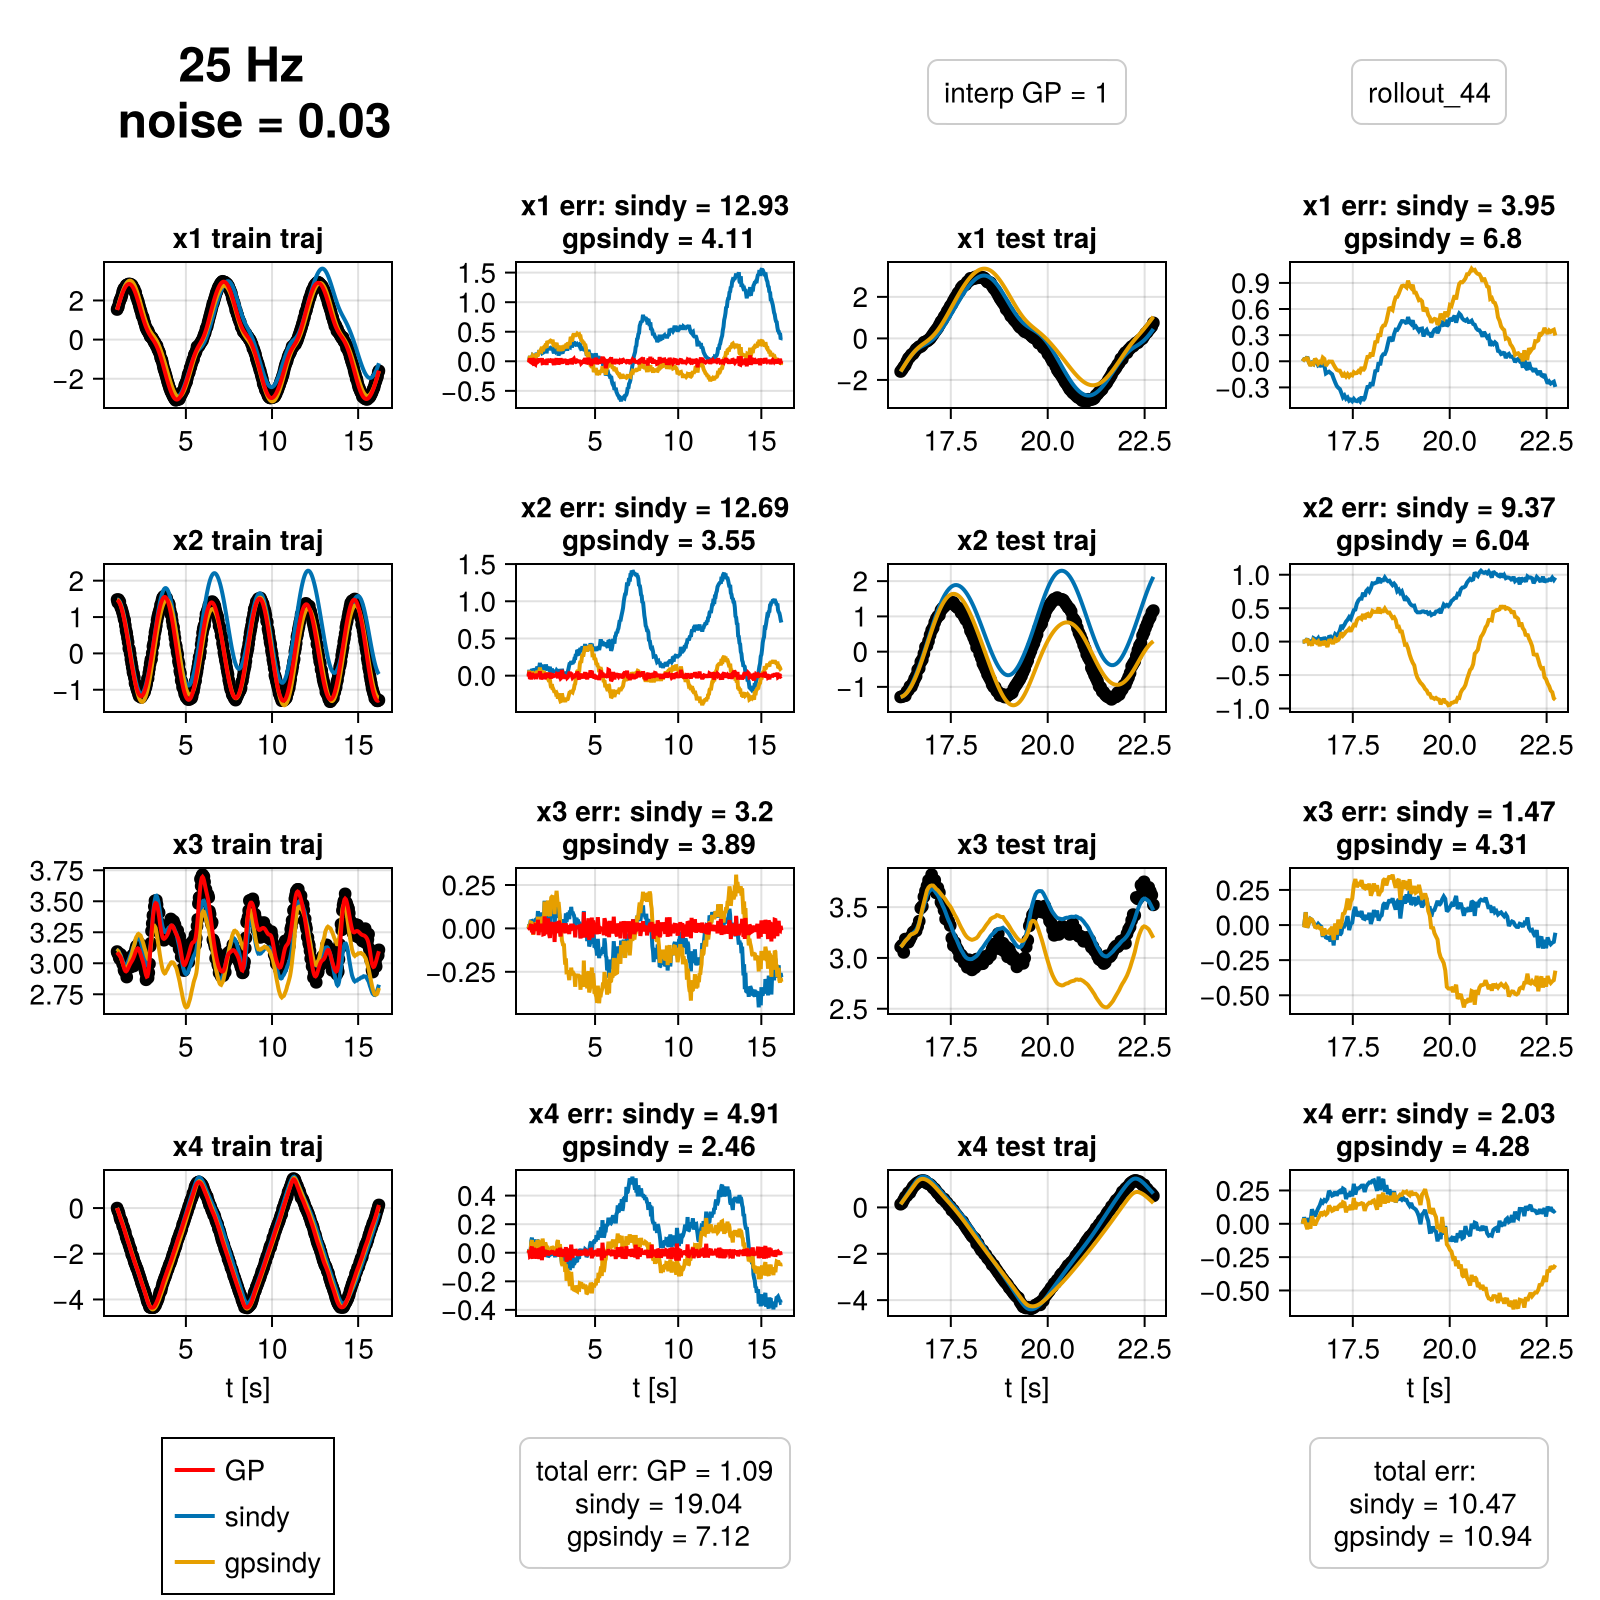 25 Hz
noise = 0.03
interp GP = 1
rollout_44
x1 train traj
2
0
−2
5 10 15
x1 err: sindy = 12.93
gpsindy = 4.11
1.5
1.0
0.5
0.0
−0.5
5 10 15
x1 test traj
2
0
−2
17.5 20.0 22.5
x1 err: sindy = 3.95
gpsindy = 6.8
0.9
0.6
0.3
0.0
−0.3
17.5 20.0 22.5
x2 train traj
2
1
0
−1
5 10 15
x2 err: sindy = 12.69
gpsindy = 3.55
1.5
1.0
0.5
0.0
5 10 15
x2 test traj
2
1
0
−1
17.5 20.0 22.5
x2 err: sindy = 9.37
gpsindy = 6.04
1.0
0.5
0.0
−0.5
−1.0
17.5 20.0 22.5
x3 train traj
3.75
3.50
3.25
3.00
2.75
5 10 15
x3 err: sindy = 3.2
gpsindy = 3.89
0.25
0.00
−0.25
5 10 15
x3 test traj
3.5
3.0
2.5
17.5 20.0 22.5
x3 err: sindy = 1.47
gpsindy = 4.31
0.25
0.00
−0.25
−0.50
17.5 20.0 22.5
x4 train traj
0
−2
−4
5 10 15
t [s]
x4 err: sindy = 4.91
gpsindy = 2.46
0.4
0.2
0.0
−0.2
−0.4
5 10 15
t [s]
x4 test traj
0
−2
−4
17.5 20.0 22.5
t [s]
x4 err: sindy = 2.03
gpsindy = 4.28
0.25
0.00
−0.25
−0.50
17.5 20.0 22.5
t [s]
GP
sindy
gpsindy
total err: GP = 1.09
sindy = 19.04
gpsindy = 7.12
total err:
sindy = 10.47
gpsindy = 10.94